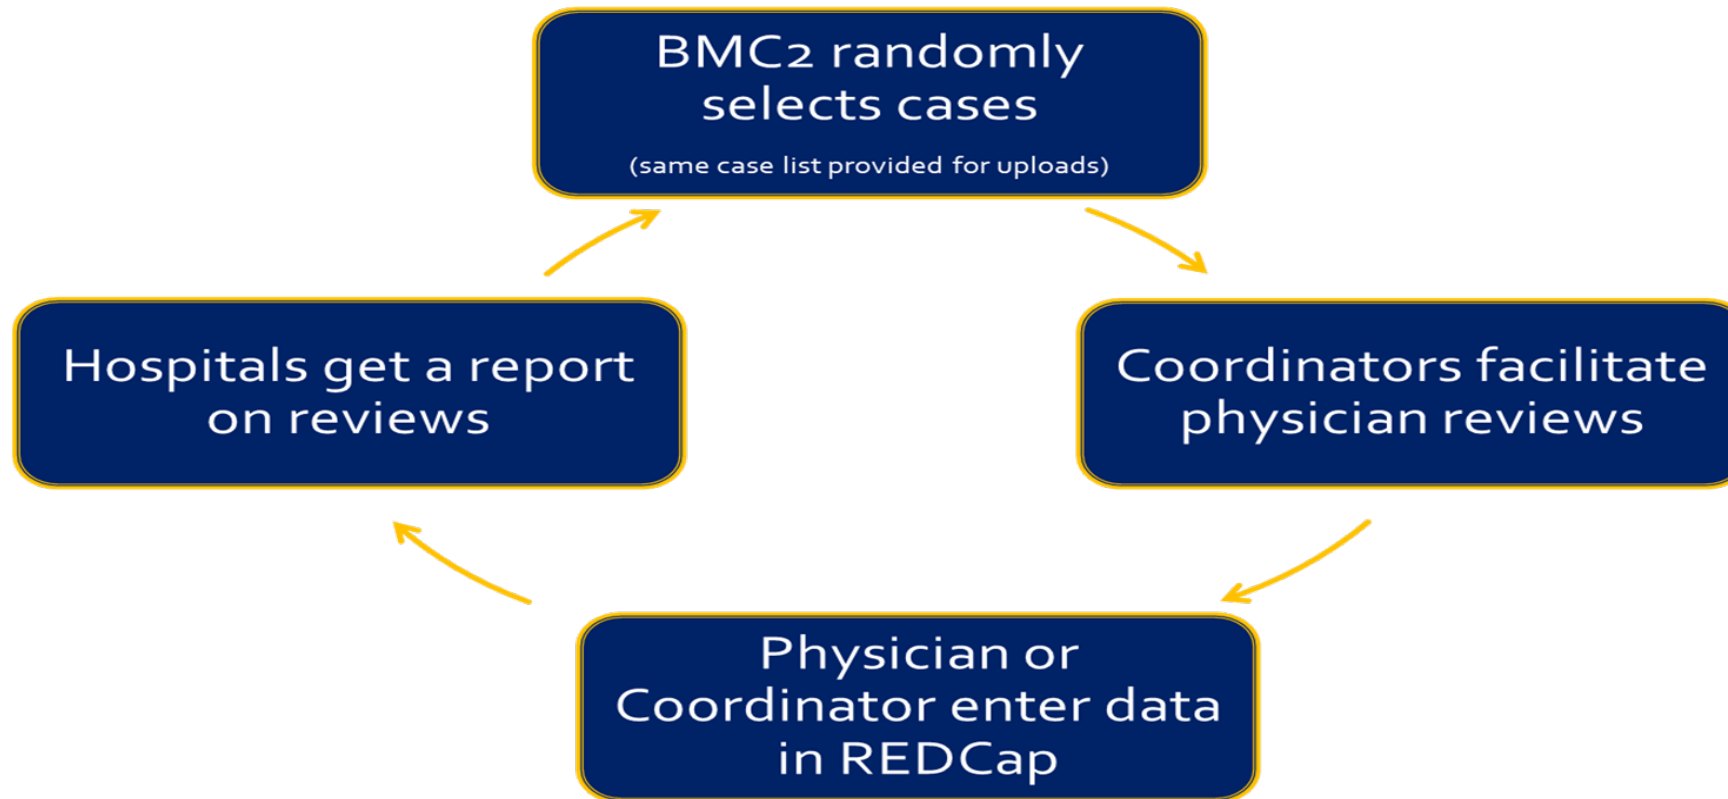 BMC2 randomly
selects cases
(same case list provided for uploads)
Hospitals get a report
on reviews
Coordinators facilitate
physician reviews
Physician or
Coordinator enter data
in REDCap